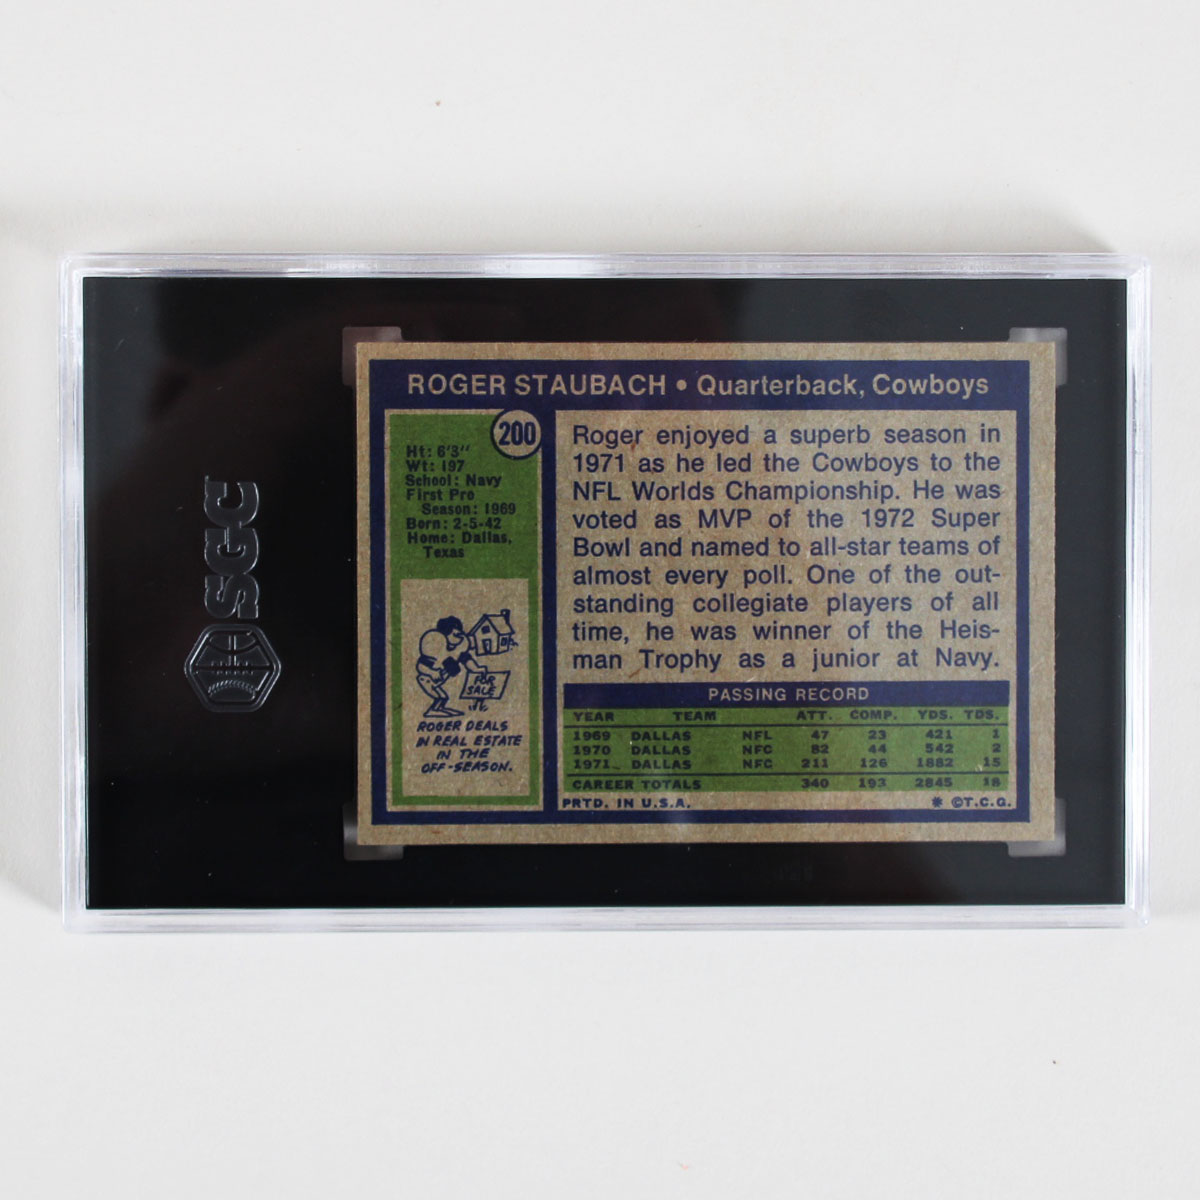 SGC
ROGER STAUBACH • Quarterback, Cowboys
200
Ht: 6'3"
Wt: 197
School: Navy
First Pro
Season: 1969
Born: 2-5-42
Home: Dallas,
Texas
FOR
SALE
ROGER DEALS
IN REAL ESTATE
IN THE
OFF-SEASON.
Roger enjoyed a superb season in
1971 as he led the Cowboys to the
NFL Worlds Championship. He was
voted as MVP of the 1972 Super
Bowl and named to all-star teams of
almost every poll. One of the out-
standing collegiate players of all
time, he was winner of the Heis-
man Trophy as a junior at Navy.
PASSING RECORD
YEAR TEAM ATT. COMP. YDS. TDS.
1969 DALLAS NFL 47 23 421 1
1970 DALLAS NFC 82 44 542 2
1971 DALLAS NFC 211 126 1882 15
CAREER TOTALS 340 193 2845 18
PRTD. IN U.S.A. * ©T.C.G.